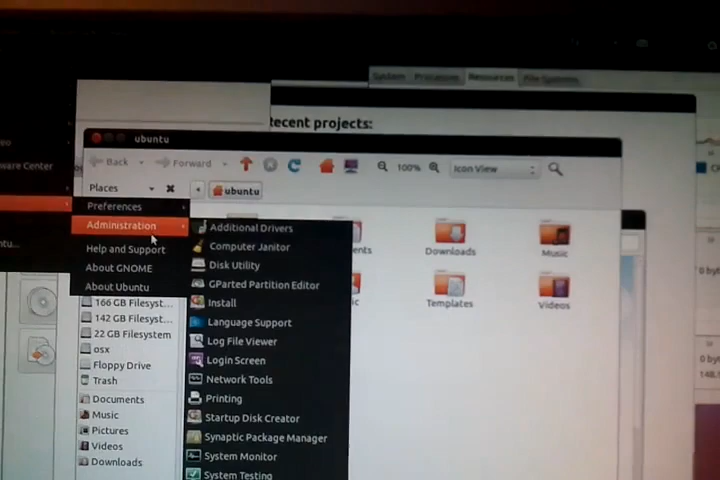 System Processes Resources File Systems
Recent projects:
ubuntu
Back Forward 100% Icon View
ware Center
Places
ubuntu
Preferences
Administration
Help and Support
About GNOME
About Ubuntu
Additional Drivers
Computer Janitor
Disk Utility
GParted Partition Editor
Install
Language Support
Log File Viewer
Login Screen
Network Tools
Printing
Startup Disk Creator
Synaptic Package Manager
System Monitor
System Testing
Downloads
Music
Templates
Videos
166 GB Filesyst...
142 GB Filesyst...
22 GB Filesystem
osx
Floppy Drive
Trash
Documents
Music
Pictures
Videos
Downloads